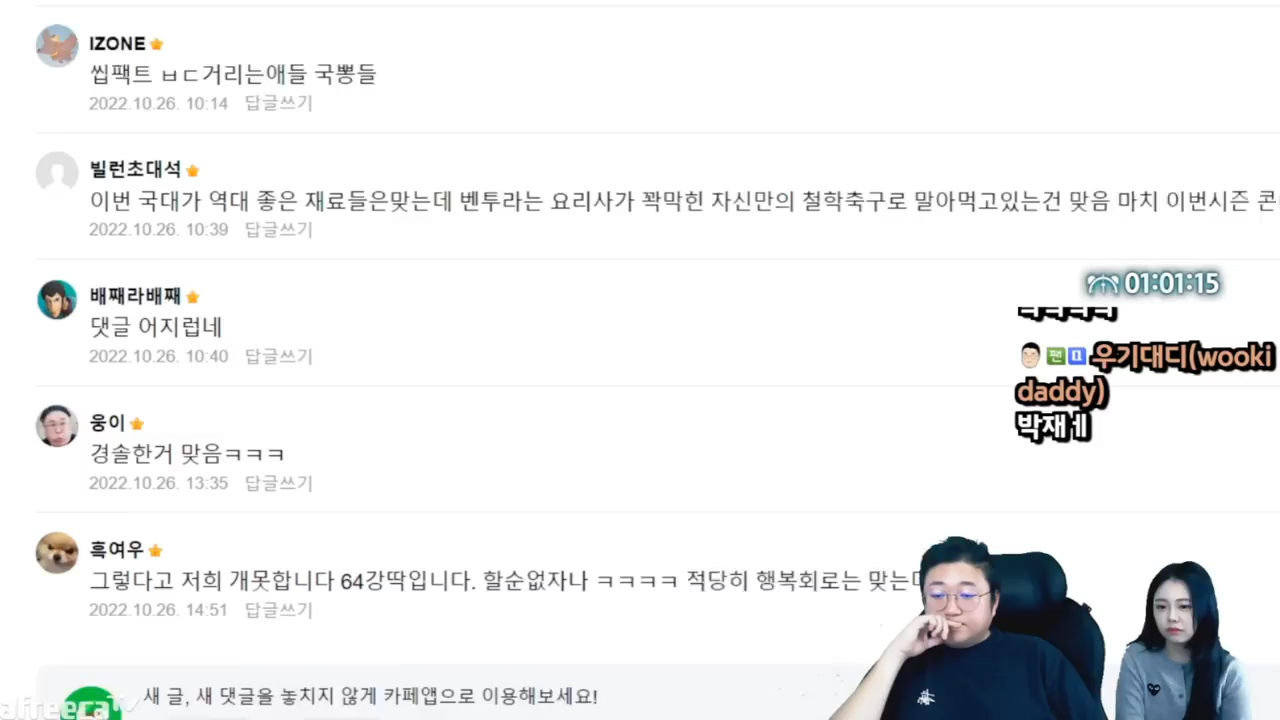 IZONE
씹팩트 ㅂㄷ거리는애들 국뽕들
2022.10.26. 10:14 답글쓰기
빌런초대석
이번 국대가 역대 좋은 재료들은맞는데 벤투라는 요리사가 꽉막힌 자신만의 철학축구로 말아먹고있는건 맞음 마치 이번시즌
2022.10.26. 10:39 답글쓰기
배째라배째
댓글 어지럽네
2022.10.26. 10:40 답글쓰기
01:01:15
팬 우기대디(wooki
daddy)
박재ㅔ
웅이
경솔한거 맞음ㅋㅋㅋ
2022.10.26. 13:35 답글쓰기
흑여우
그렇다고 저희 개못합니다 64강딱입니다. 할순없자나 ㅋㅋㅋㅋ 적당히 행복회로는
2022.10.26. 14:51 답글쓰기
새 글, 새 댓글을 놓치지 않게 카페앱으로 이용해보세요!
afreecaTV